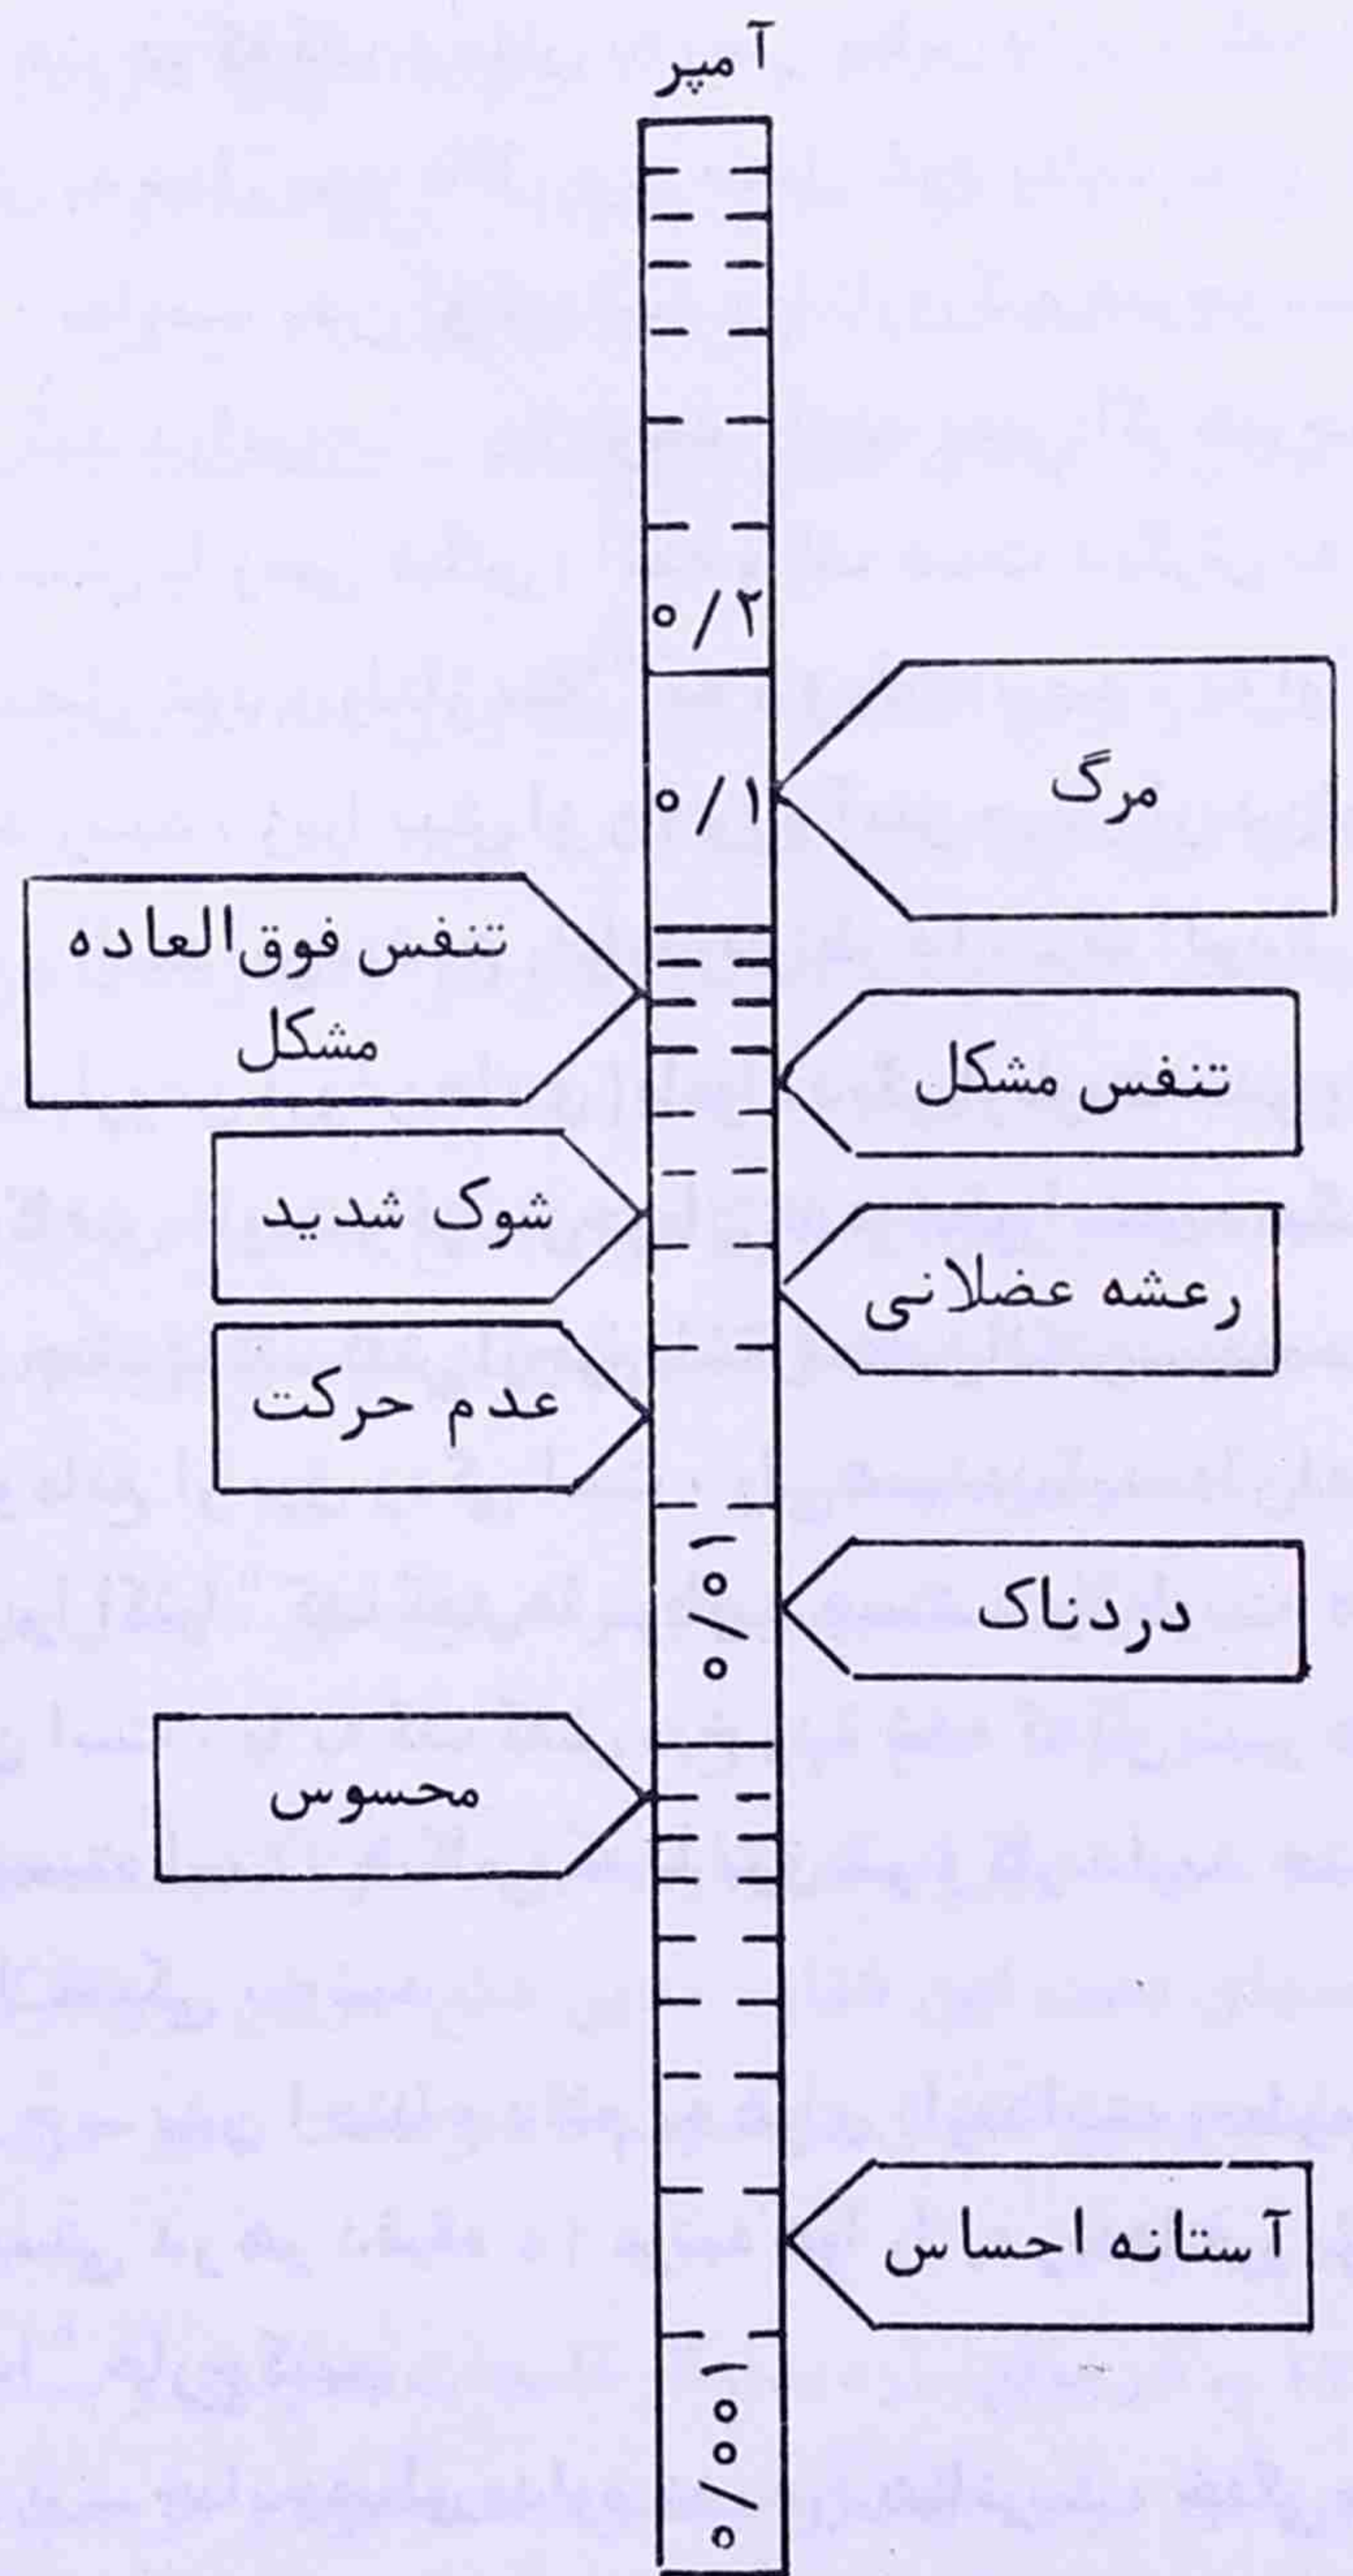 آمپر
۰/۲
مرگ
۰/۱
تنفس فوق‌العاده
مشکل
تنفس مشکل
شوک شدید
رعشه عضلانی
عدم حرکت
دردناک
۰/۰۱
محسوس
آستانه احساس
۰/۰۰۱